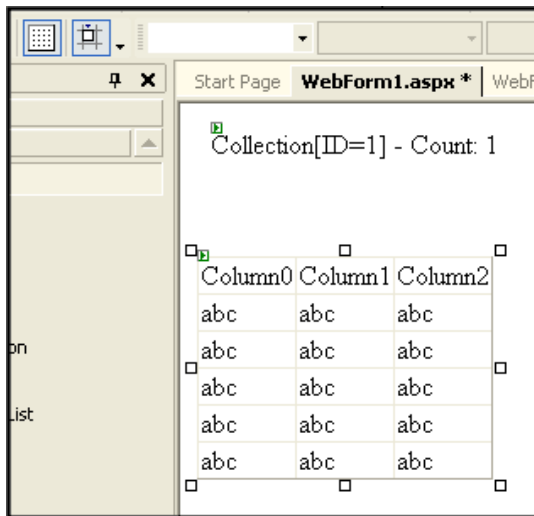 Start Page WebForm1.aspx * WebF
Collection[ID=1] - Count: 1
Column0 Column1 Column2
abc abc abc
abc abc abc
abc abc abc
on
abc abc abc
List
abc abc abc